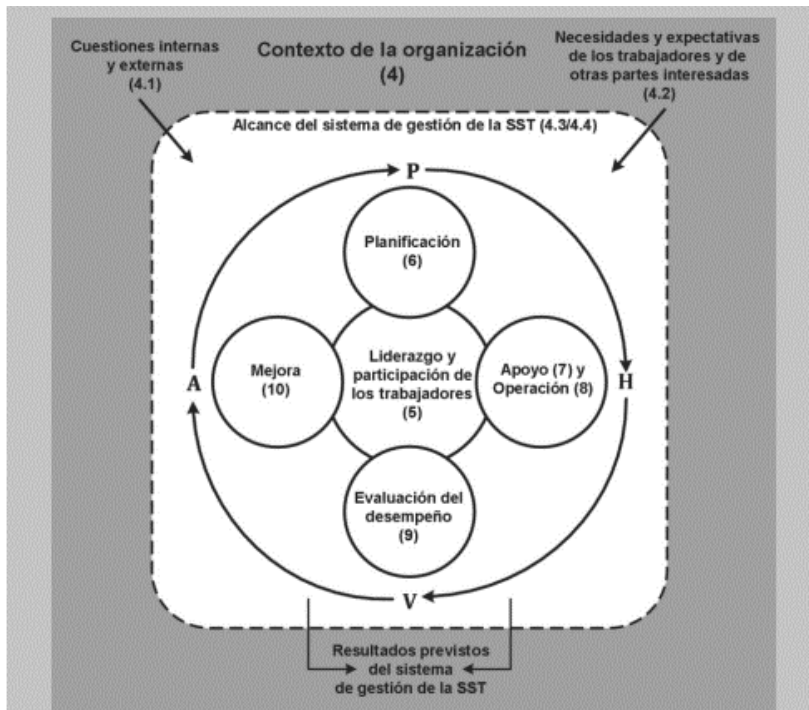 Cuestiones internas
y externas
(4.1)
Contexto de la organización
(4)
Necesidades y expectativas
de los trabajadores y de
otras partes interesadas
(4.2)
Alcance del sistema de gestión de la SST (4.3/4.4)
P
Planificación
(6)
A
Mejora
(10)
Liderazgo y
participación de
los trabajadores
(5)
Apoyo (7) y
Operación (8)
H
Evaluación del
desempeño
(9)
V
Resultados previstos
del sistema
de gestión de la SST